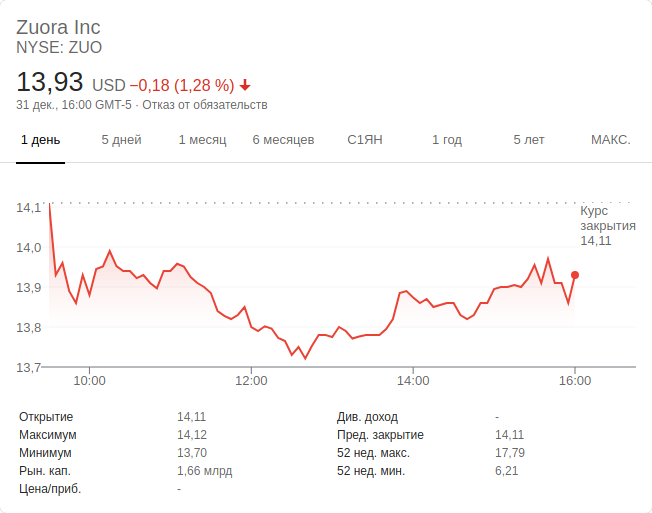 Zuora Inc
NYSE: ZUO
13,93 USD −0,18 (1,28 %)
31 дек., 16:00 GMT-5 · Отказ от обязательств
1 день 5 дней 1 месяц 6 месяцев С1ЯН 1 год 5 лет МАКС.
14,1
14,0
13,9
13,8
13,7
Курс
закрытия
14,11
10:00 12:00 14:00 16:00
Открытие 14,11 Див. доход -
Максимум 14,12 Пред. закрытие 14,11
Минимум 13,70 52 нед. макс. 17,79
Рын. кап. 1,66 млрд 52 нед. мин. 6,21
Цена/приб. -